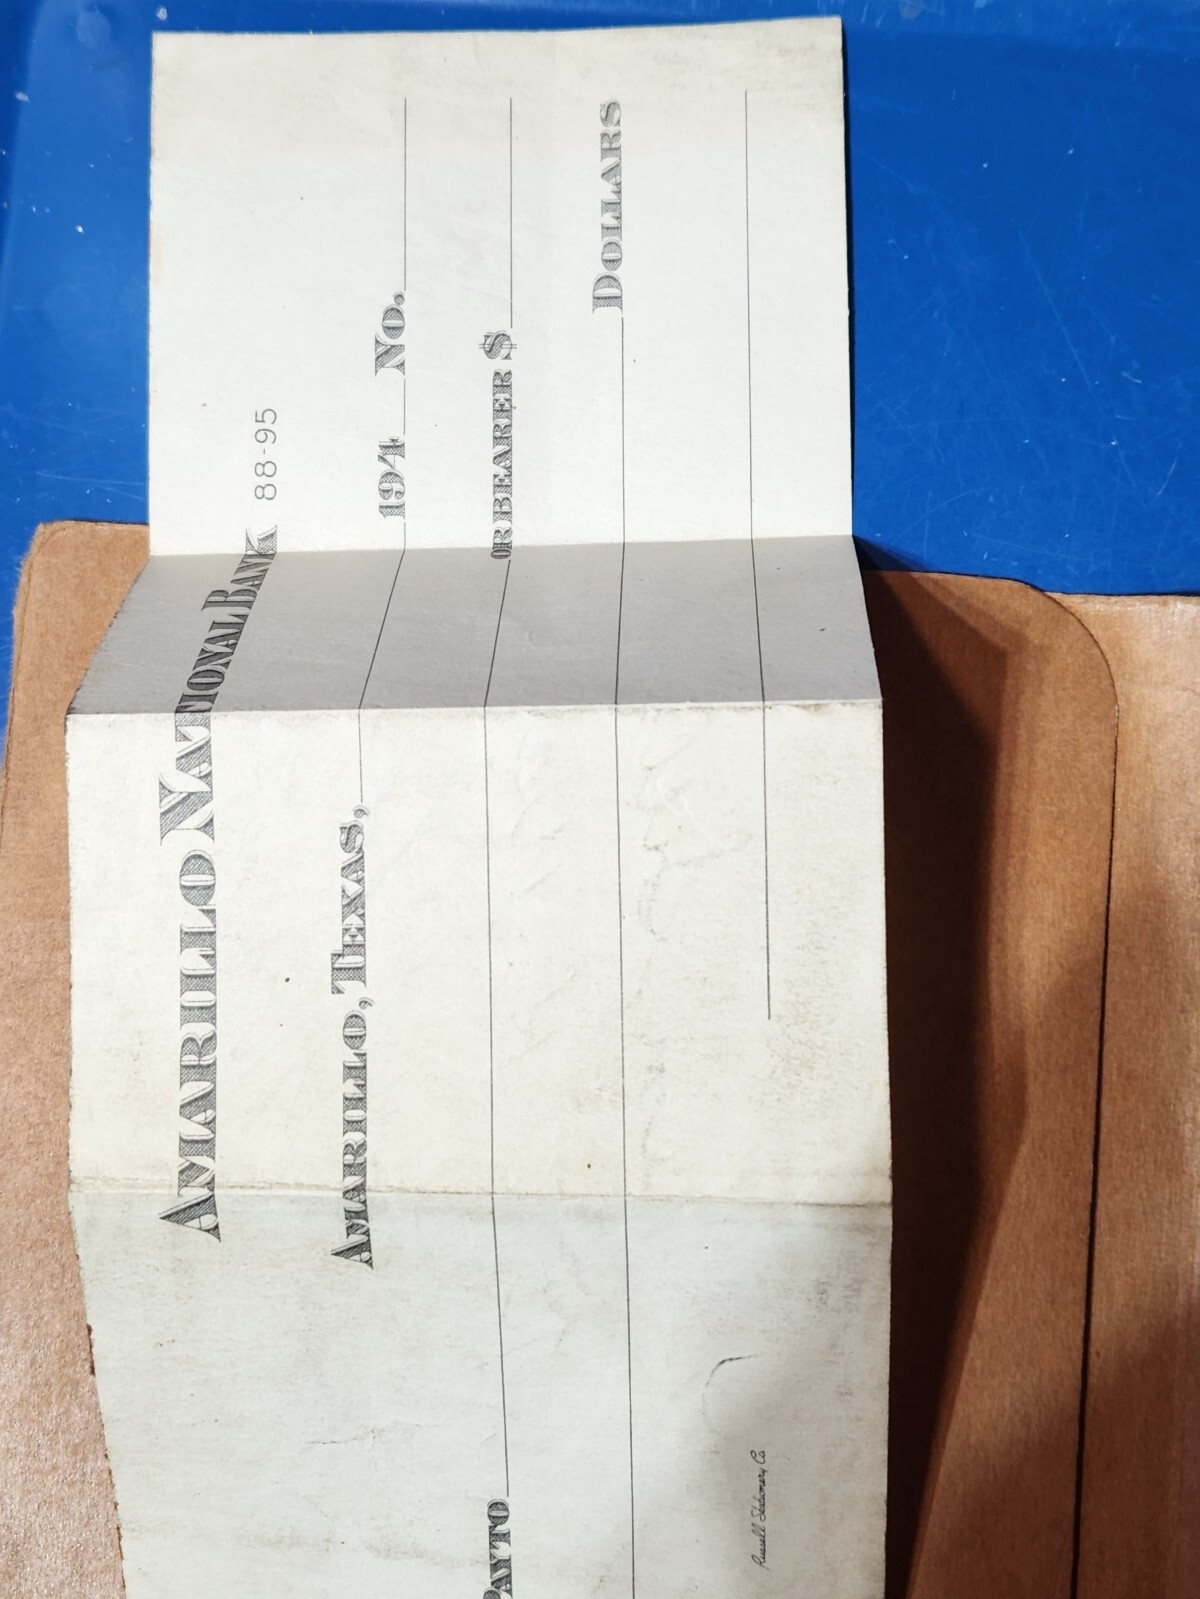 AMARILLO NATIONAL BANK 88-95
AMARILLO, TEXAS, 194 No.
PAY TO OR BEARER $
DOLLARS
Russell Stationery Co.